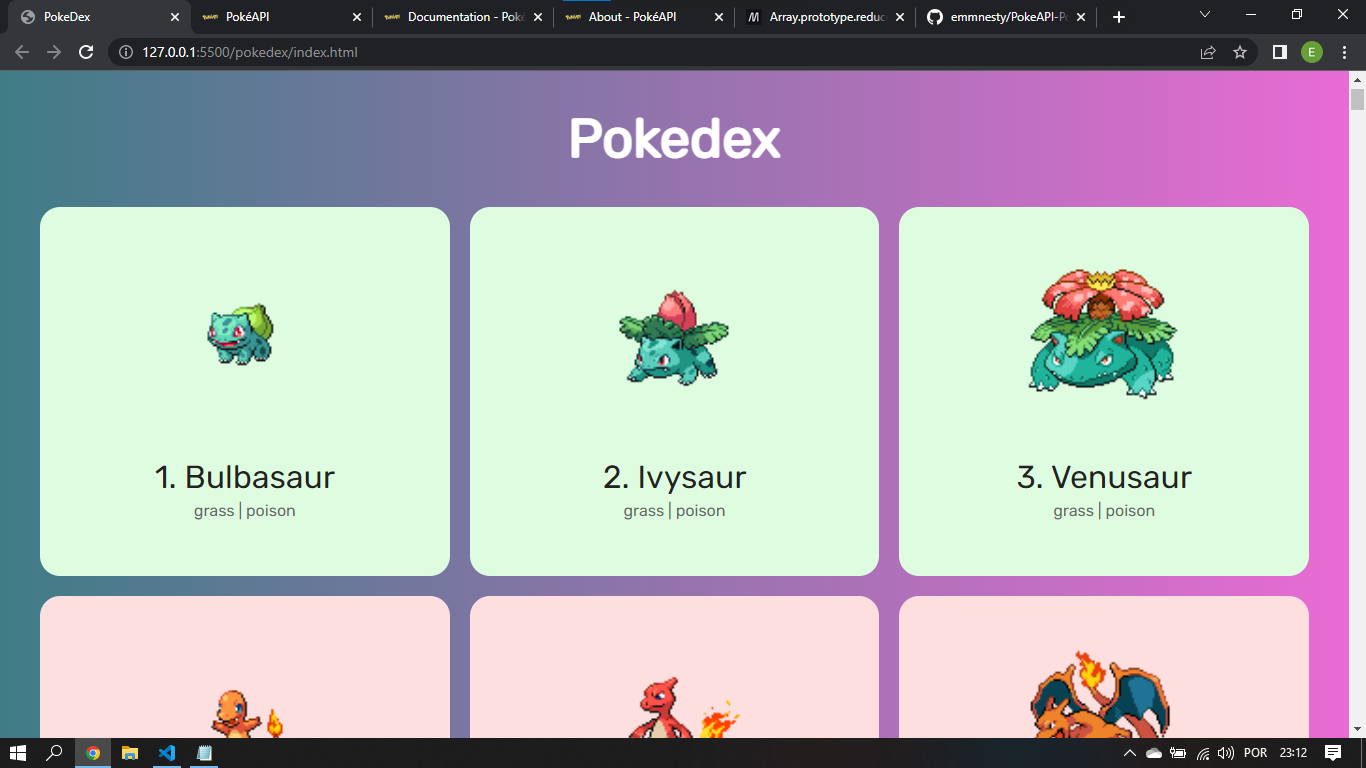 PokeDex
PokéAPI
Documentation - Poké
About - PokéAPI
Array.prototype.reduc
emmnesty/PokeAPI-P
127.0.0.1:5500/pokedex/index.html
E
Pokedex
1. Bulbasaur
grass | poison
2. Ivysaur
grass | poison
3. Venusaur
grass | poison
POR
23:12